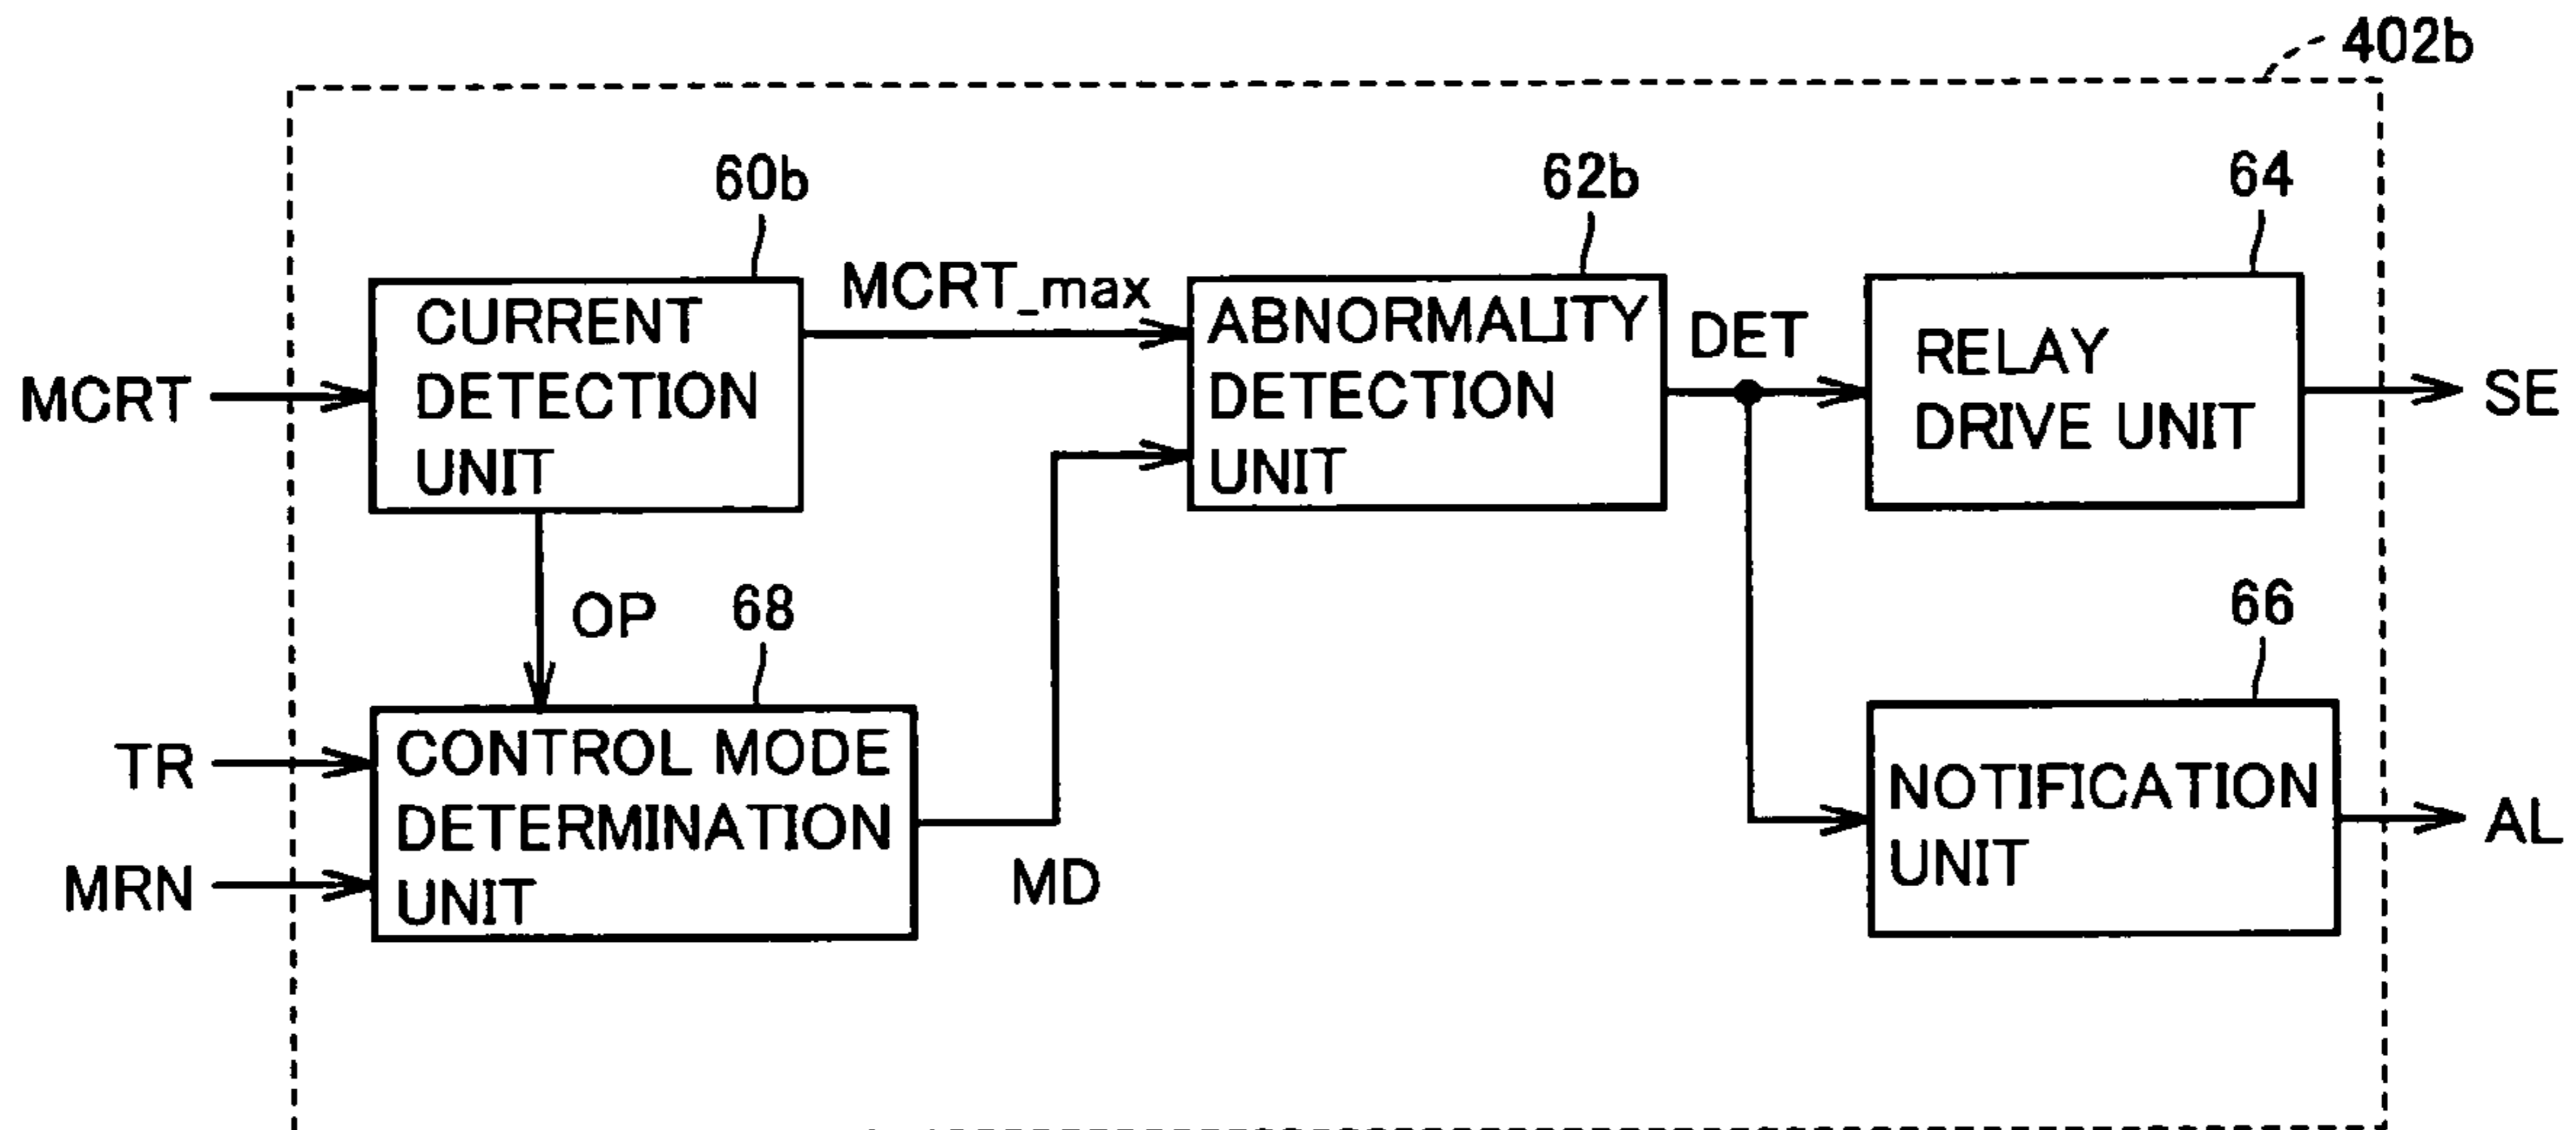 402b
60b
62b
64
MCRT
CURRENT
DETECTION
UNIT
MCRT_max
ABNORMALITY
DETECTION
UNIT
DET
RELAY
DRIVE UNIT
SE
OP
68
66
TR
MRN
CONTROL MODE
DETERMINATION
UNIT
MD
NOTIFICATION
UNIT
AL